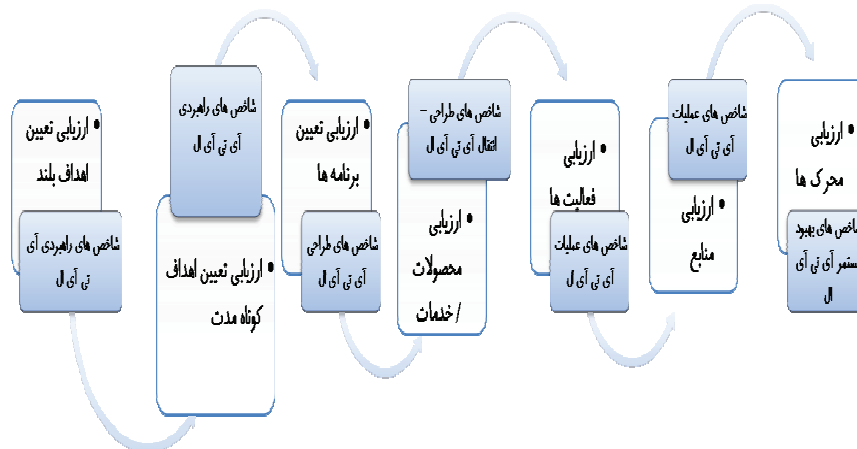 • ارزیابی تعیین
اهداف بلند
شاخص های راهبردی آی
تی آی ال
شاخص های راهبردی
آی تی آی ال
• ارزیابی تعیین اهداف
کوتاه مدت
• ارزیابی تعیین
برنامه ها
شاخص های طراحی
آی تی آی ال
شاخص های طراحی –
انتقال آی تی آی ال
• ارزیابی
محصولات
/ خدمات
• ارزیابی
فعالیت ها
شاخص های عملیات
آی تی آی ال
شاخص های عملیات
آی تی آی ال
• ارزیابی
منابع
• ارزیابی
محرک ها
شاخص های بهبود
مستمر آی تی آی
ال